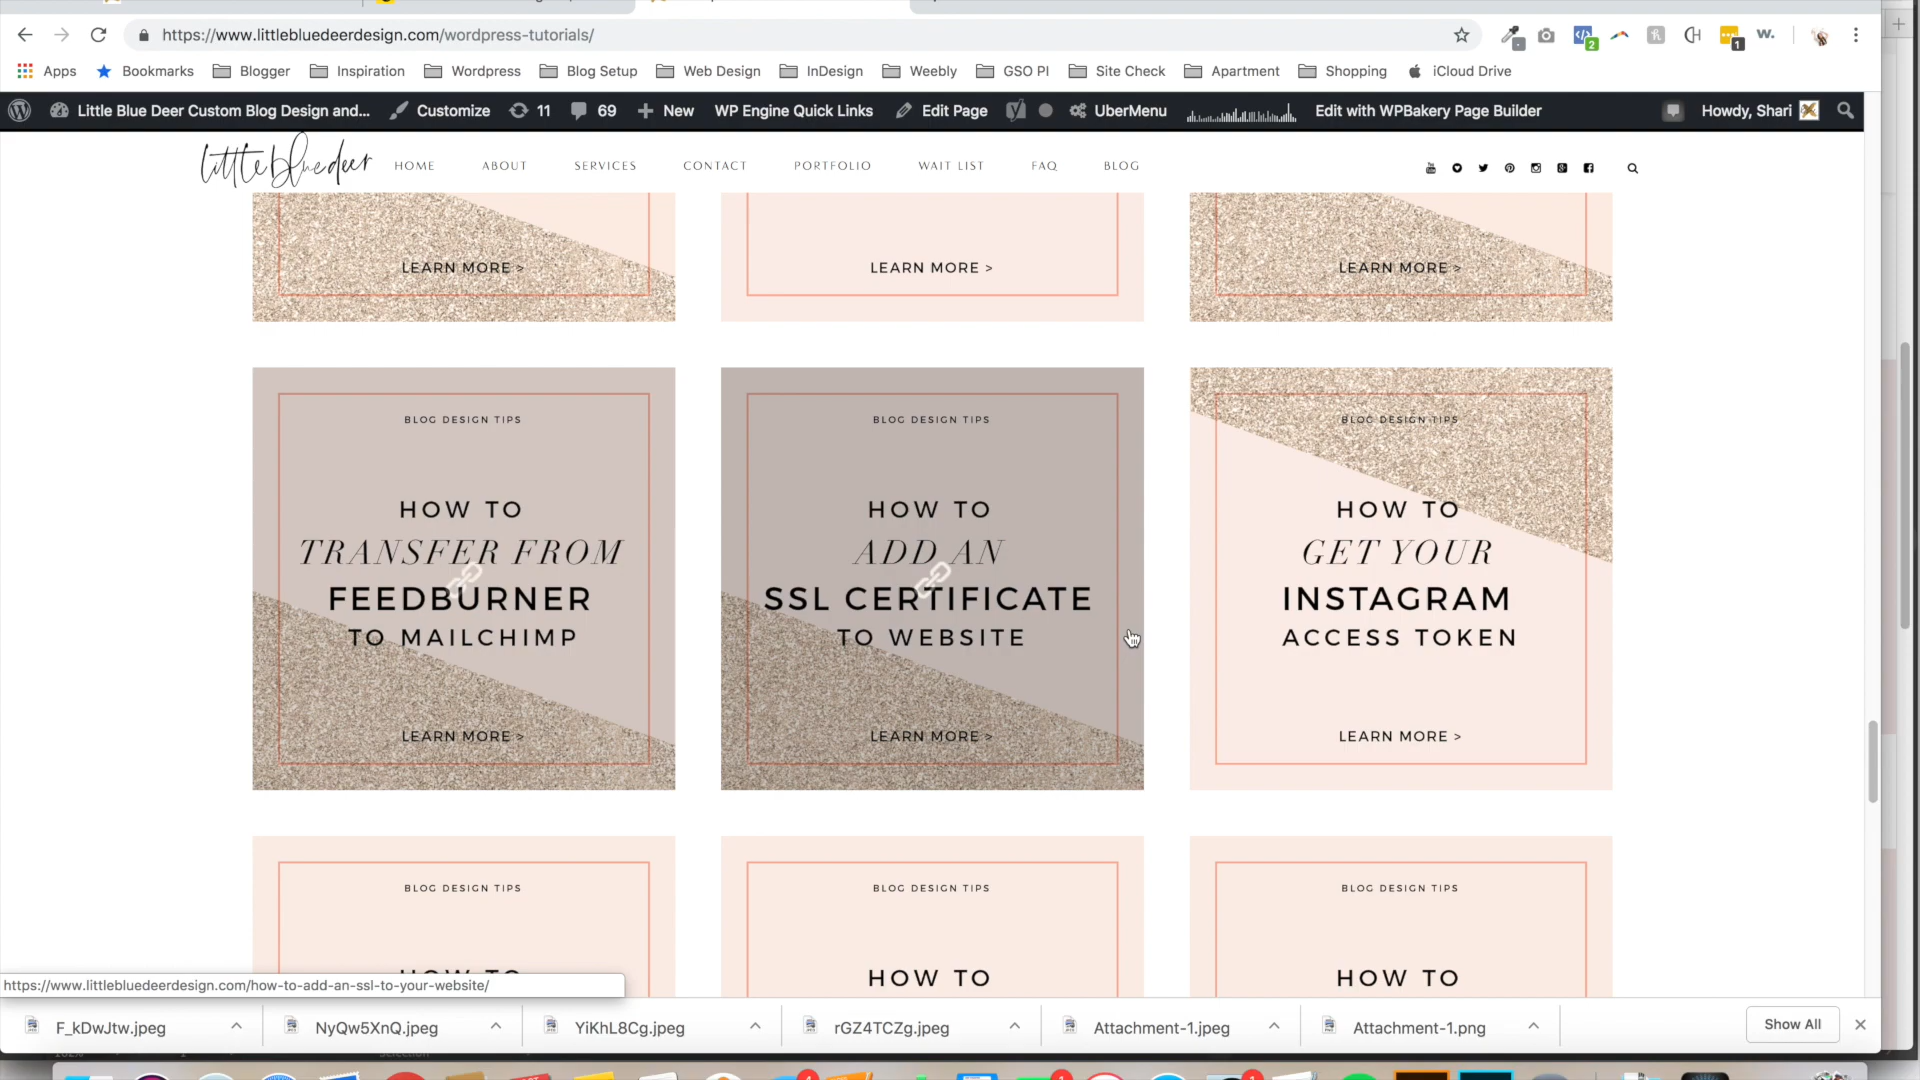 https://www.littlebluedeerdesign.com/wordpress-tutorials/
2
1
w.
Apps Bookmarks Blogger Inspiration Wordpress Blog Setup Web Design InDesign Weebly GSO PI Site Check Apartment Shopping iCloud Drive
Little Blue Deer Custom Blog Design and... Customize 11 69 New WP Engine Quick Links Edit Page UberMenu Edit with WPBakery Page Builder Howdy, Shari
littlebluedeer HOME ABOUT SERVICES CONTACT PORTFOLIO WAIT LIST FAQ BLOG
LEARN MORE >
LEARN MORE >
LEARN MORE >
BLOG DESIGN TIPS
HOW TO
TRANSFER FROM
FEEDBURNER
TO MAILCHIMP
LEARN MORE >
BLOG DESIGN TIPS
HOW TO
ADD AN
SSL CERTIFICATE
TO WEBSITE
LEARN MORE >
BLOG DESIGN TIPS
HOW TO
GET YOUR
INSTAGRAM
ACCESS TOKEN
LEARN MORE >
BLOG DESIGN TIPS
HOW TO
BLOG DESIGN TIPS
HOW TO
BLOG DESIGN TIPS
HOW TO
https://www.littlebluedeerdesign.com/how-to-add-an-ssl-to-your-website/
F_kDwJtw.jpeg NyQw5XnQ.jpeg YiKhL8Cg.jpeg rGZ4TCZg.jpeg Attachment-1.jpeg Attachment-1.png Show All